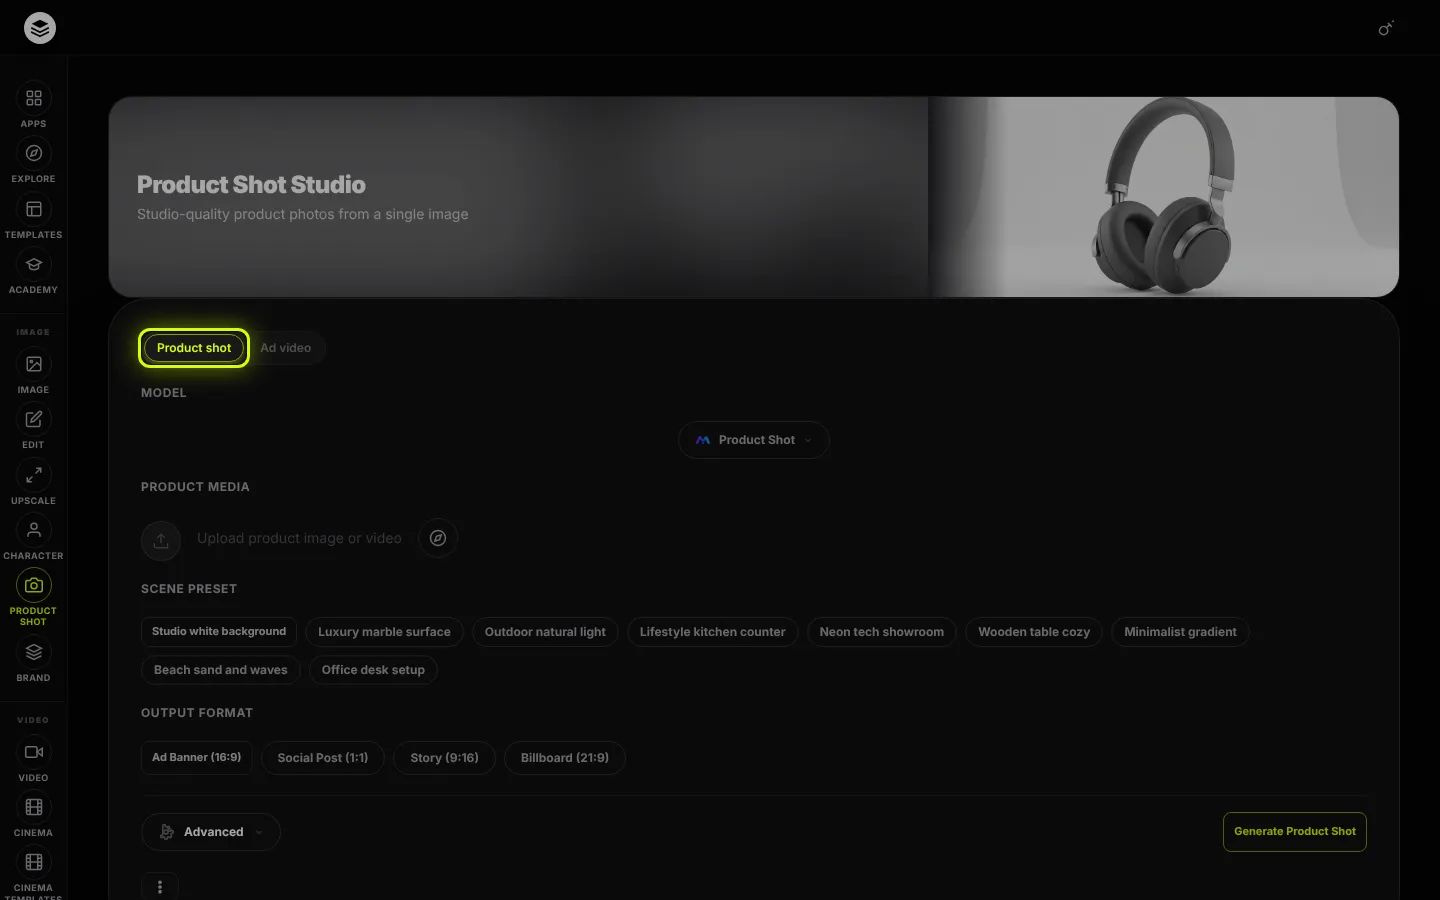 APPS
EXPLORE
TEMPLATES
ACADEMY
IMAGE
IMAGE
EDIT
UPSCALE
CHARACTER
PRODUCT
SHOT
BRAND
VIDEO
VIDEO
CINEMA
CINEMA
TEMPLATES
Product Shot Studio
Studio-quality product photos from a single image
Product shot Ad video
MODEL
Product Shot
PRODUCT MEDIA
Upload product image or video
SCENE PRESET
Studio white background Luxury marble surface Outdoor natural light Lifestyle kitchen counter Neon tech showroom Wooden table cozy Minimalist gradient
Beach sand and waves Office desk setup
OUTPUT FORMAT
Ad Banner (16:9) Social Post (1:1) Story (9:16) Billboard (21:9)
Advanced Generate Product Shot